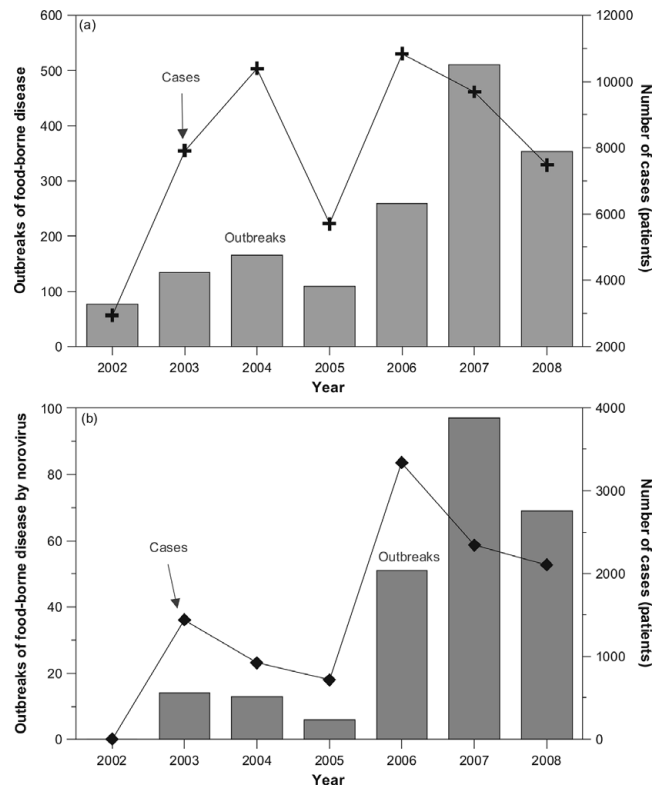 (a)
Outbreaks of food-borne disease
600
500
400
300
200
100
0
Cases
Outbreaks
12000
10000
8000
6000
4000
2000
Number of cases (patients)
2002 2003 2004 2005 2006 2007 2008
Year
(b)
Outbreaks of food-borne disease by norovirus
100
80
60
40
20
0
Cases
Outbreaks
4000
3000
2000
1000
0
Number of cases (patients)
2002 2003 2004 2005 2006 2007 2008
Year